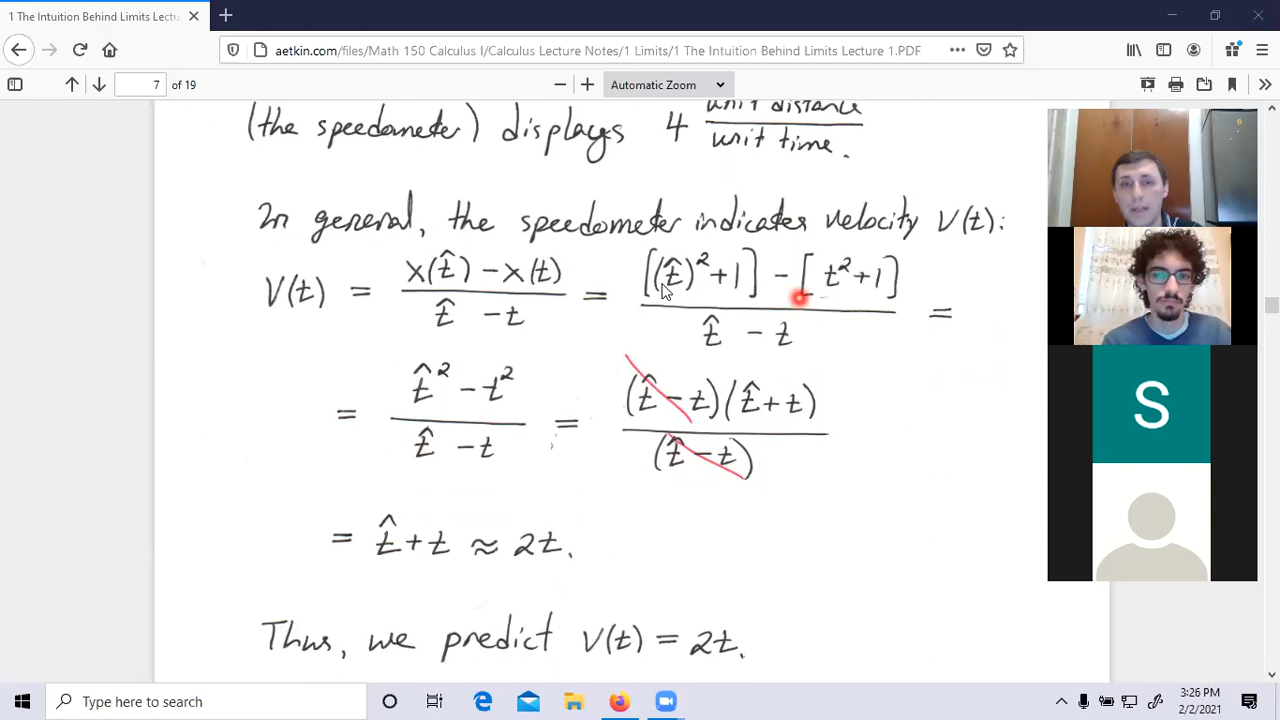 1 The Intuition Behind Limits Lectu
aetkin.com/files/Math 150 Calculus I/Calculus Lecture Notes/1 Limits/1 The Intuition Behind Limits Lecture 1.PDF
7 of 19
Automatic Zoom
(the speedometer) displays 4 unit distance / unit time.
In general, the speedometer indicates velocity V(t):
V(t) = x(t̂) - x(t) / t̂ - t = [(t̂)² + 1] - [t² + 1] / t̂ - t =
= t̂² - t² / t̂ - t = (t̂ - t)(t̂ + t) / (t̂ - t)
= t̂ + t ≈ 2t.
Thus, we predict V(t) = 2t.
S
Type here to search
3:26 PM
2/2/2021